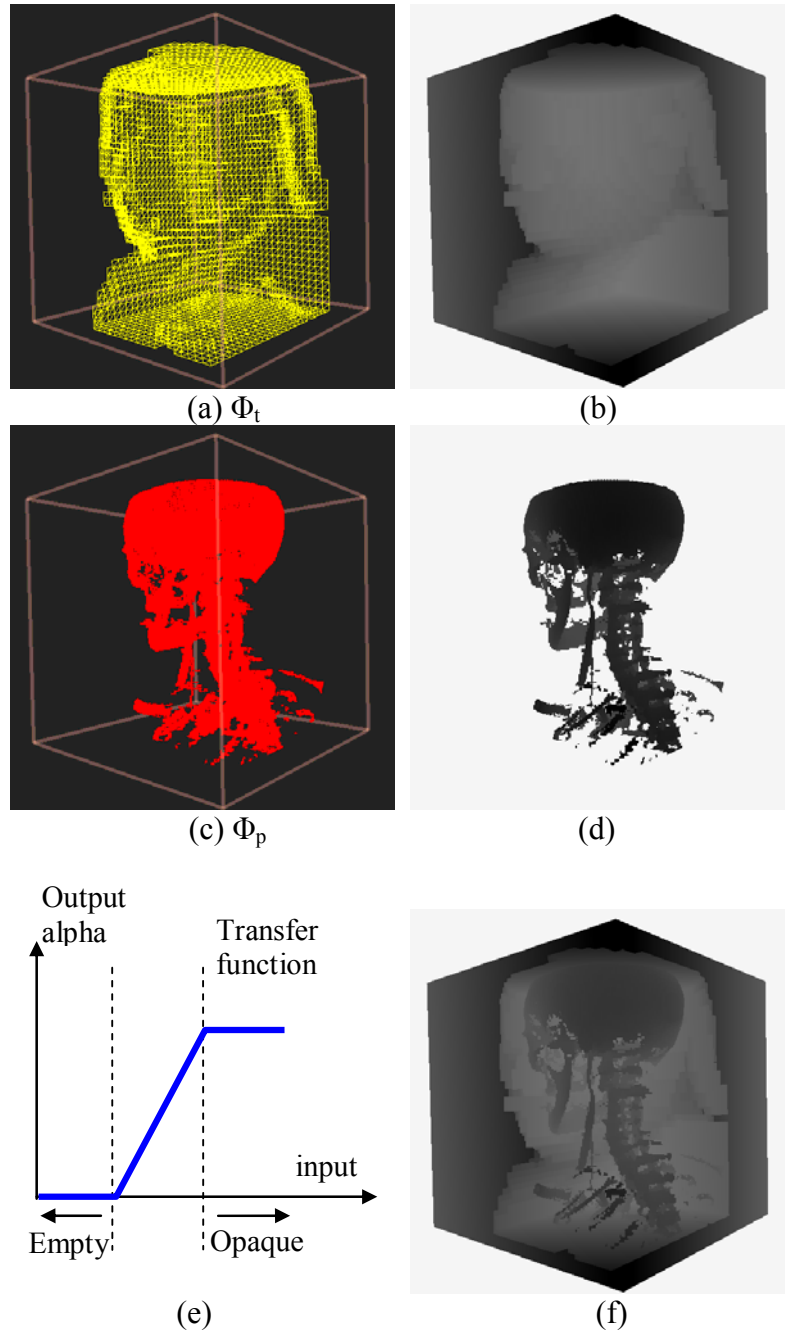 (a) Φt
(b)
(c) Φp
(d)
Output
alpha
Transfer
function
input
Empty
Opaque
(e)
(f)